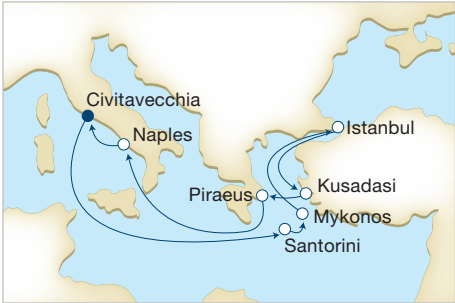 Civitavecchia
Naples
Istanbul
Piraeus
Kusadasi
Mykonos
Santorini